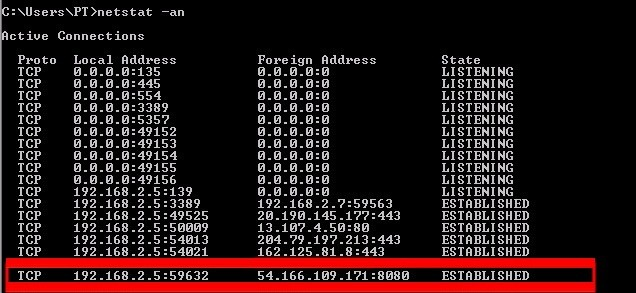 C:\Users\PT>netstat -an
Active Connections
Proto Local Address Foreign Address State
TCP 0.0.0.0:135 0.0.0.0:0 LISTENING
TCP 0.0.0.0:445 0.0.0.0:0 LISTENING
TCP 0.0.0.0:554 0.0.0.0:0 LISTENING
TCP 0.0.0.0:3389 0.0.0.0:0 LISTENING
TCP 0.0.0.0:5357 0.0.0.0:0 LISTENING
TCP 0.0.0.0:49152 0.0.0.0:0 LISTENING
TCP 0.0.0.0:49153 0.0.0.0:0 LISTENING
TCP 0.0.0.0:49154 0.0.0.0:0 LISTENING
TCP 0.0.0.0:49155 0.0.0.0:0 LISTENING
TCP 0.0.0.0:49156 0.0.0.0:0 LISTENING
TCP 192.168.2.5:139 0.0.0.0:0 LISTENING
TCP 192.168.2.5:3389 192.168.2.7:59563 ESTABLISHED
TCP 192.168.2.5:49525 20.190.145.177:443 ESTABLISHED
TCP 192.168.2.5:50009 13.107.4.50:80 ESTABLISHED
TCP 192.168.2.5:54013 204.79.197.213:443 ESTABLISHED
TCP 192.168.2.5:54021 162.125.81.8:443 ESTABLISHED
TCP 192.168.2.5:59632 54.166.109.171:8080 ESTABLISHED